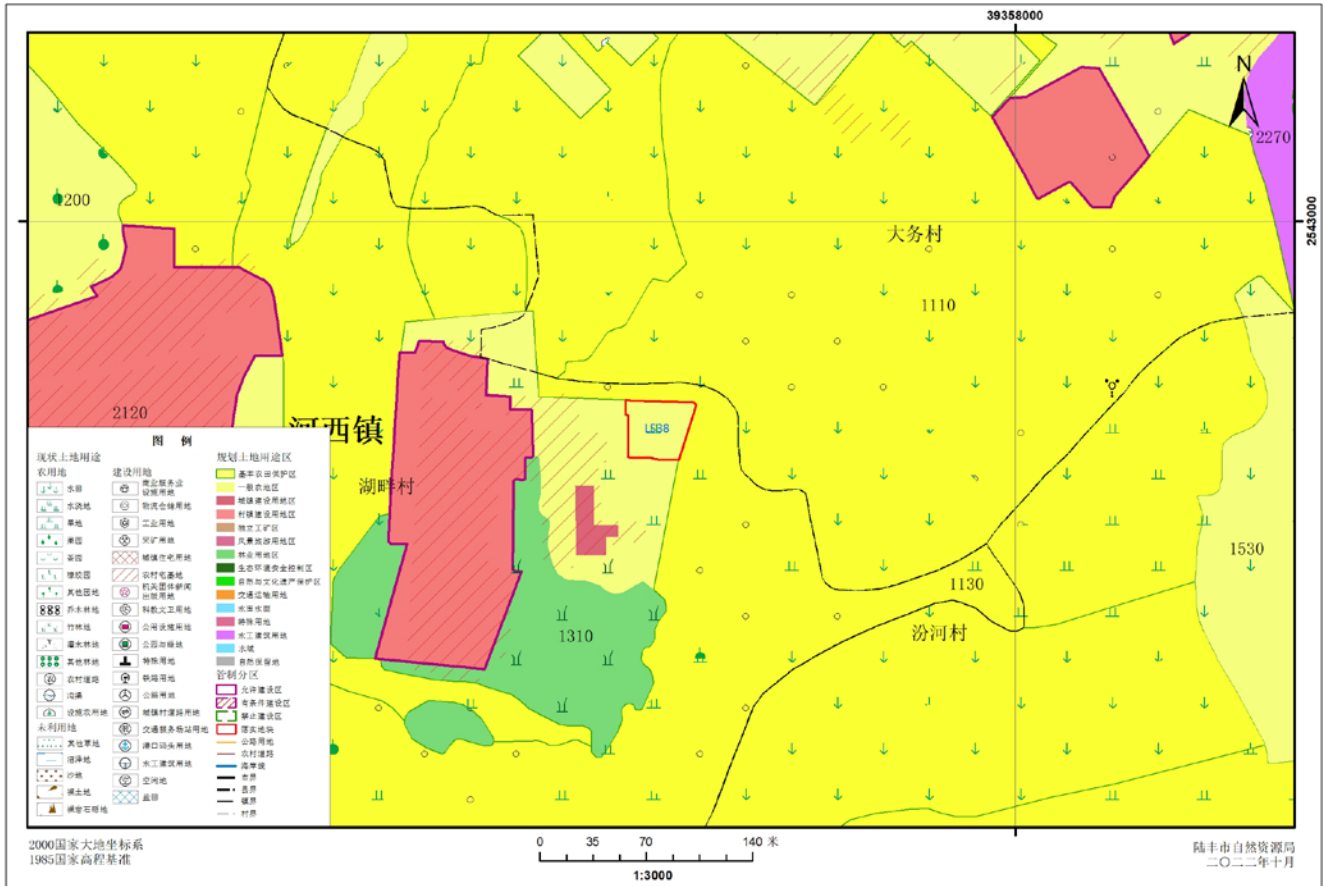 39358000
N
2270
1200
2543000
大务村
1110
2120
河西镇
LS38
湖畔村
1530
1130
1310
汾河村
图 例
现状土地用途
农用地
水田
水浇地
旱地
果园
茶园
橡胶园
其他园地
乔木林地
竹林地
灌木林地
其他林地
农村道路
沟渠
设施农用地
未利用地
其他草地
沼泽地
沙地
裸土地
裸岩石砾地
建设用地
商业服务业
设施用地
物流仓储用地
工业用地
采矿用地
城镇住宅用地
农村宅基地
机关团体新闻
出版用地
科教文卫用地
公用设施用地
公园与绿地
特殊用地
铁路用地
公路用地
城镇村道路用地
交通服务场站用地
港口码头用地
水工建筑用地
空闲地
盐田
规划土地用途区
基本农田保护区
一般农地区
城镇建设用地区
村镇建设用地区
独立工矿区
风景旅游用地区
林业用地区
生态环境安全控制区
自然与文化遗产保护区
交通运输用地
水库水面
特殊用地
水工建筑用地
水域
自然保留地
管制分区
允许建设区
有条件建设区
禁止建设区
落实地块
公路用地
农村道路
海岸线
市界
县界
镇界
村界
2000国家大地坐标系
1985国家高程基准
0 35 70 140 米
1:3000
陆丰市自然资源局
二〇二二年十月